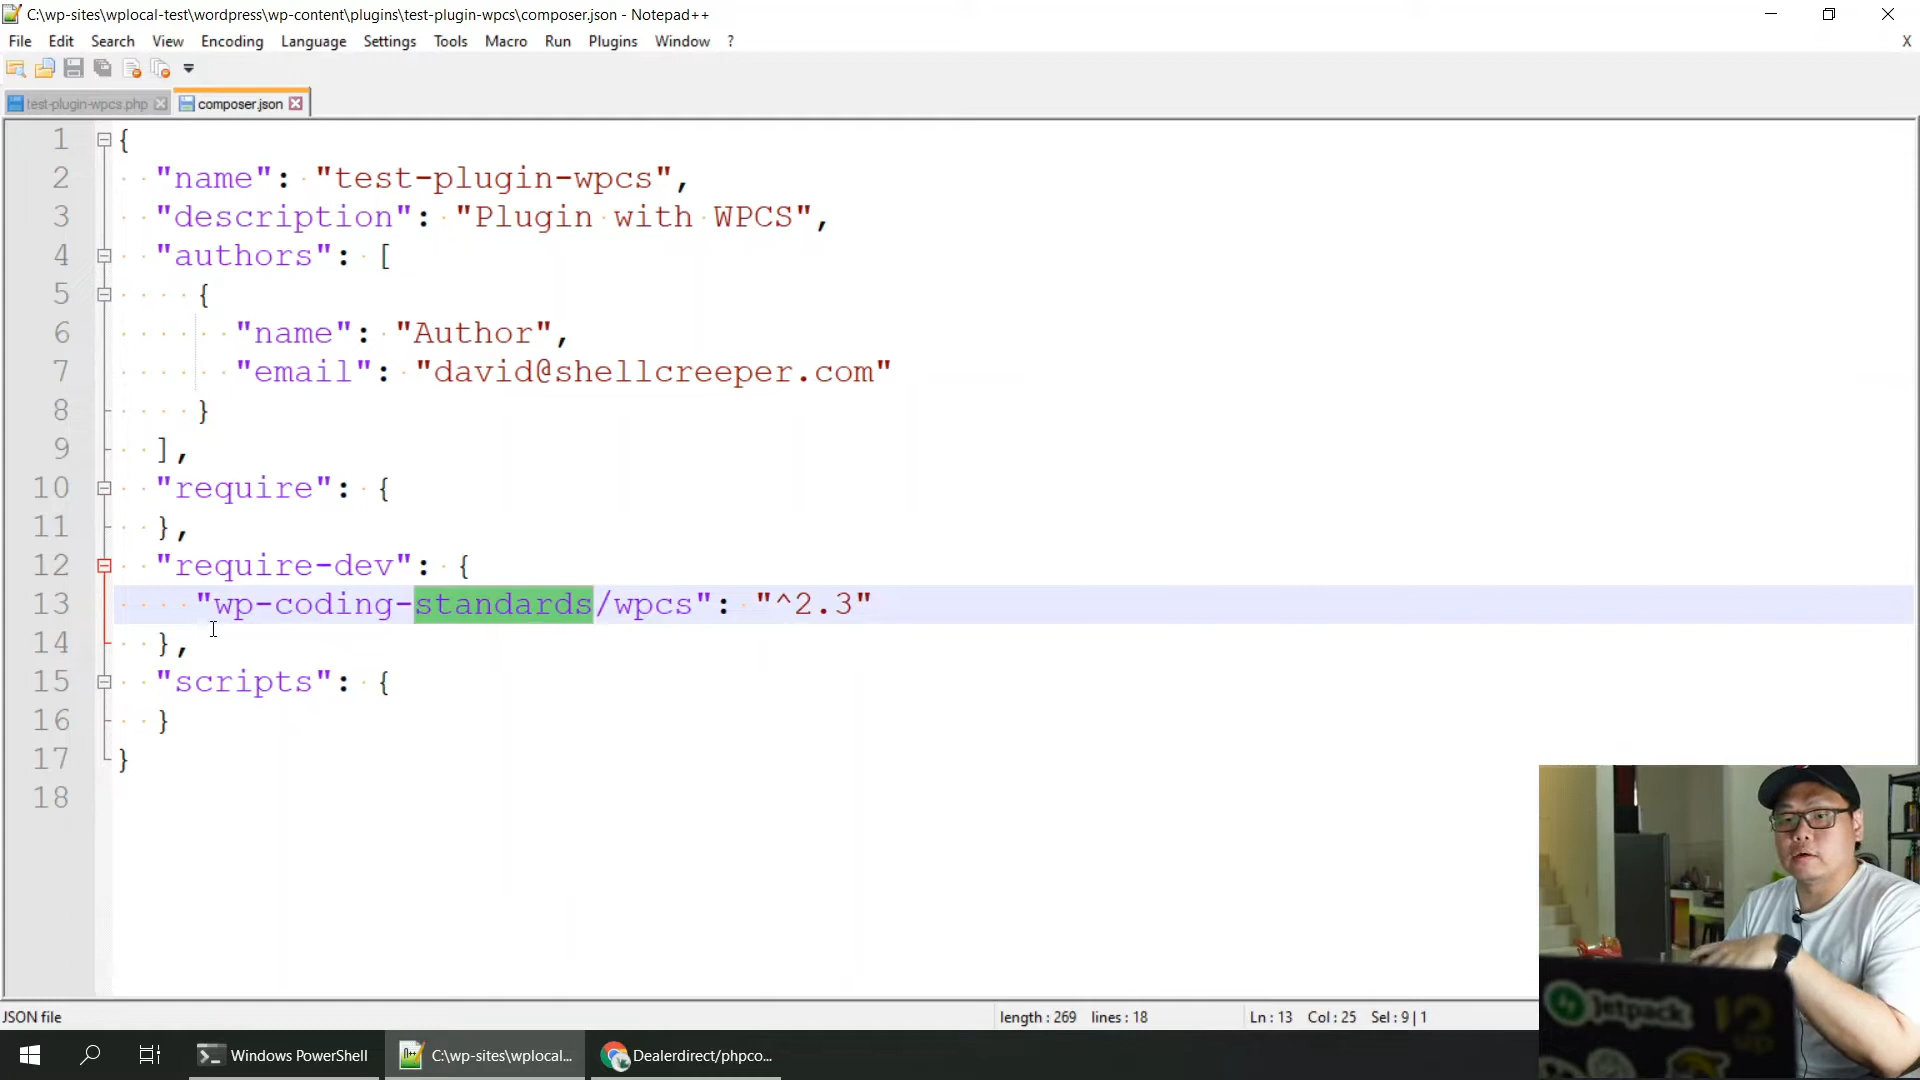 C:\wp-sites\wplocal-test\wordpress\wp-content\plugins\test-plugin-wpcs\composer.json - Notepad++
File Edit Search View Encoding Language Settings Tools Macro Run Plugins Window ? X
test-plugin-wpcs.php composer.json
1 {
2 "name": "test-plugin-wpcs",
3 "description": "Plugin with WPCS",
4 "authors": [
5 {
6 "name": "Author",
7 "email": "david@shellcreeper.com"
8 }
9 ],
10 "require": {
11 },
12 "require-dev": {
13 "wp-coding-standards/wpcs": "^2.3"
14 },
15 "scripts": {
16 }
17 }
18
JSON file length : 269 lines : 18 Ln : 13 Col : 25 Sel : 9 | 1
Jetpack
Windows PowerShell C:\wp-sites\wplocal... Dealerdirect/phpco...